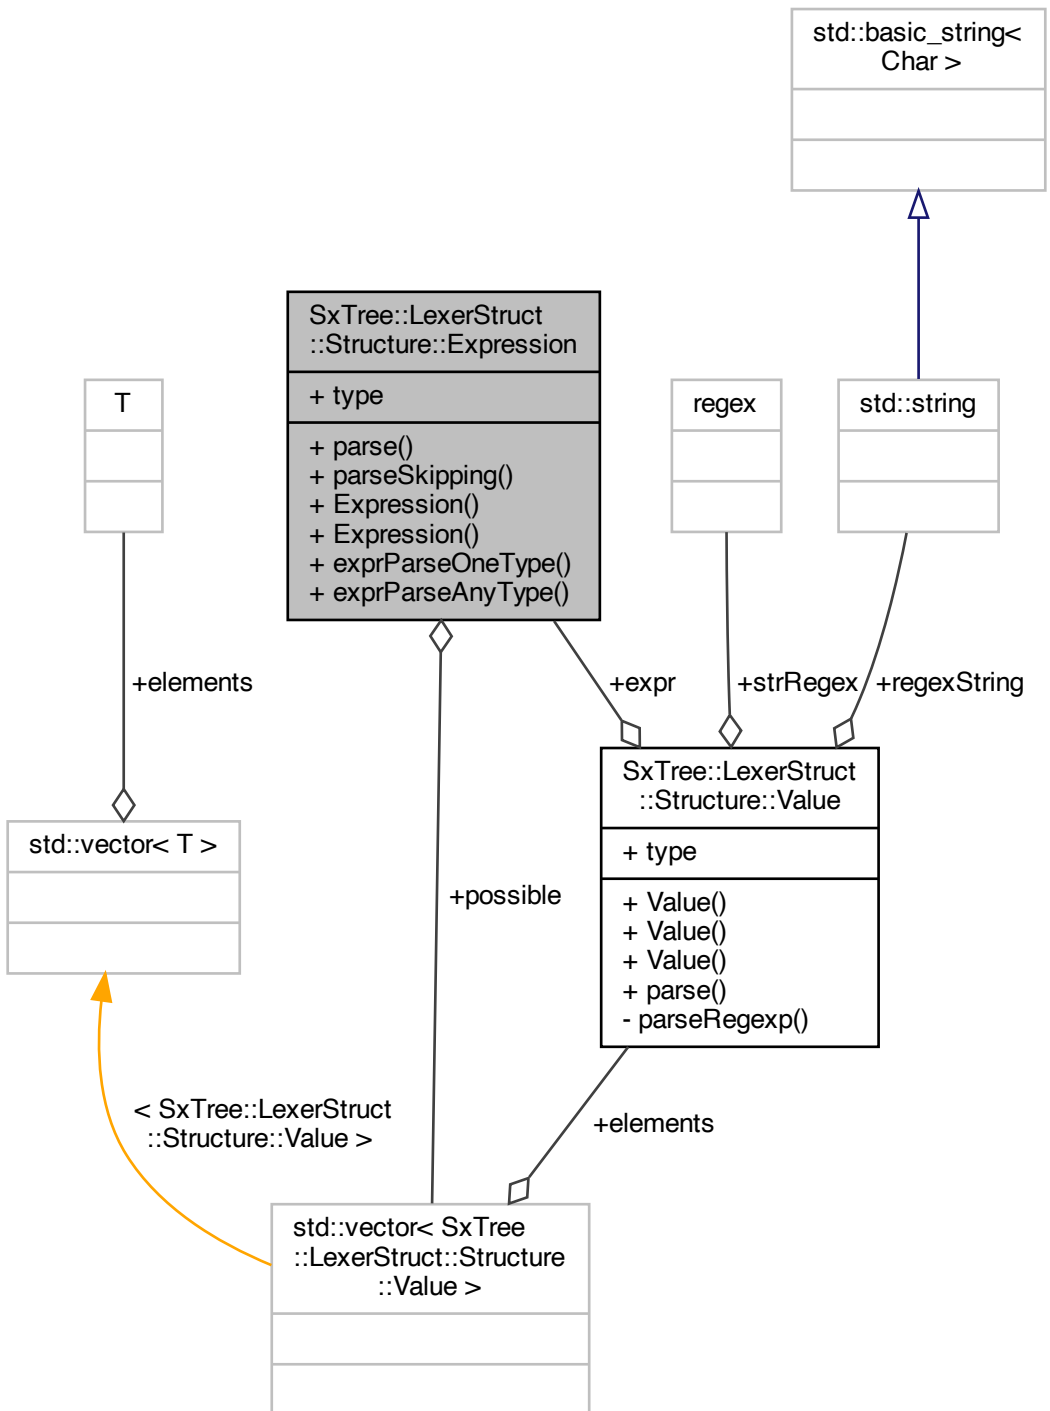 std::basic_string<
Char >
SxTree::LexerStruct
::Structure::Expression
+ type
+ parse()
+ parseSkipping()
+ Expression()
+ Expression()
+ exprParseOneType()
+ exprParseAnyType()
T
regex
std::string
+elements
+expr
+strRegex
+regexString
SxTree::LexerStruct
::Structure::Value
+ type
+ Value()
+ Value()
+ Value()
+ parse()
- parseRegexp()
std::vector< T >
+possible
< SxTree::LexerStruct
::Structure::Value >
+elements
std::vector< SxTree
::LexerStruct::Structure
::Value >